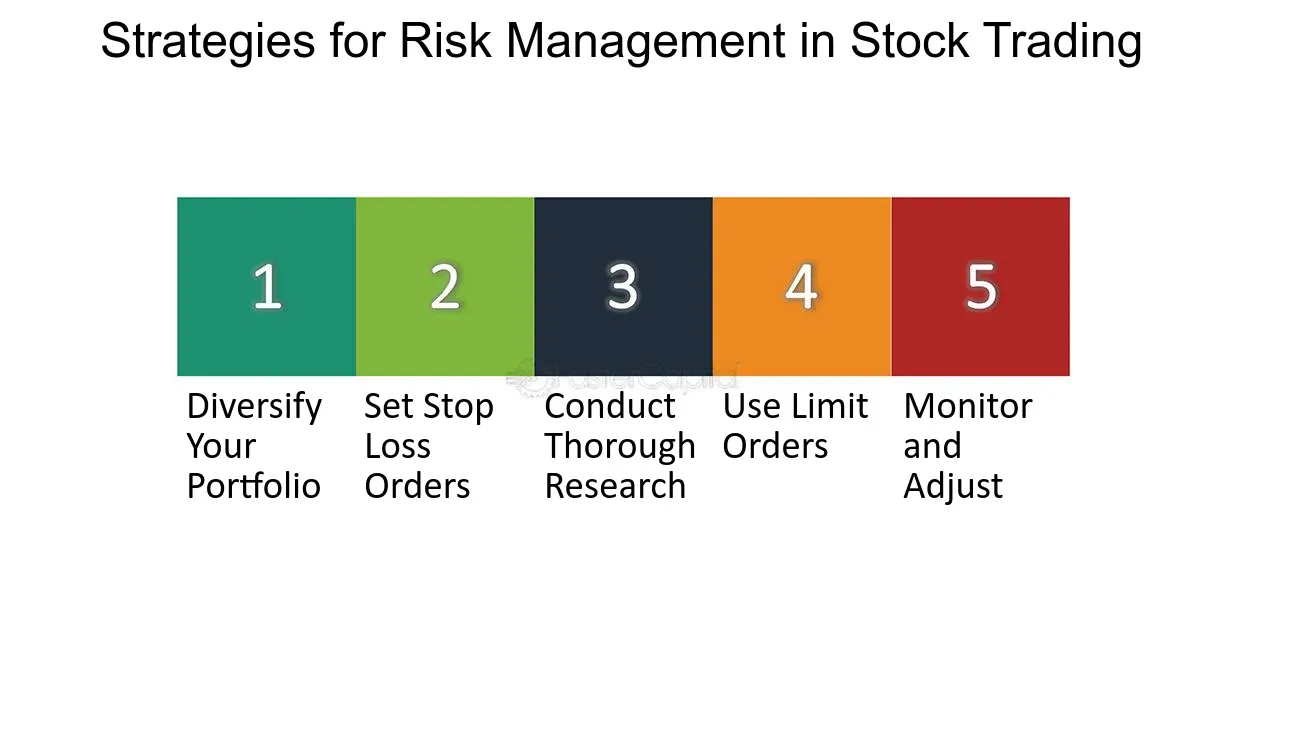 Strategies for Risk Management in Stock Trading
1
2
3
4
5
FasterCapital
Diversify
Your
Portfolio
Set Stop
Loss
Orders
Conduct
Thorough
Research
Use Limit
Orders
Monitor
and
Adjust